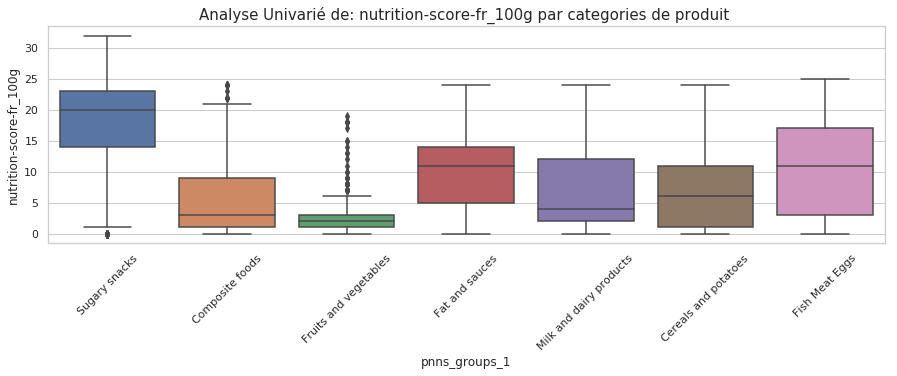 Analyse Univarié de: nutrition-score-fr_100g par categories de produit
nutrition-score-fr_100g
30
25
20
15
10
5
0
Sugary snacks
Composite foods
Fruits and vegetables
Fat and sauces
Milk and dairy products
Cereals and potatoes
Fish Meat Eggs
pnns_groups_1